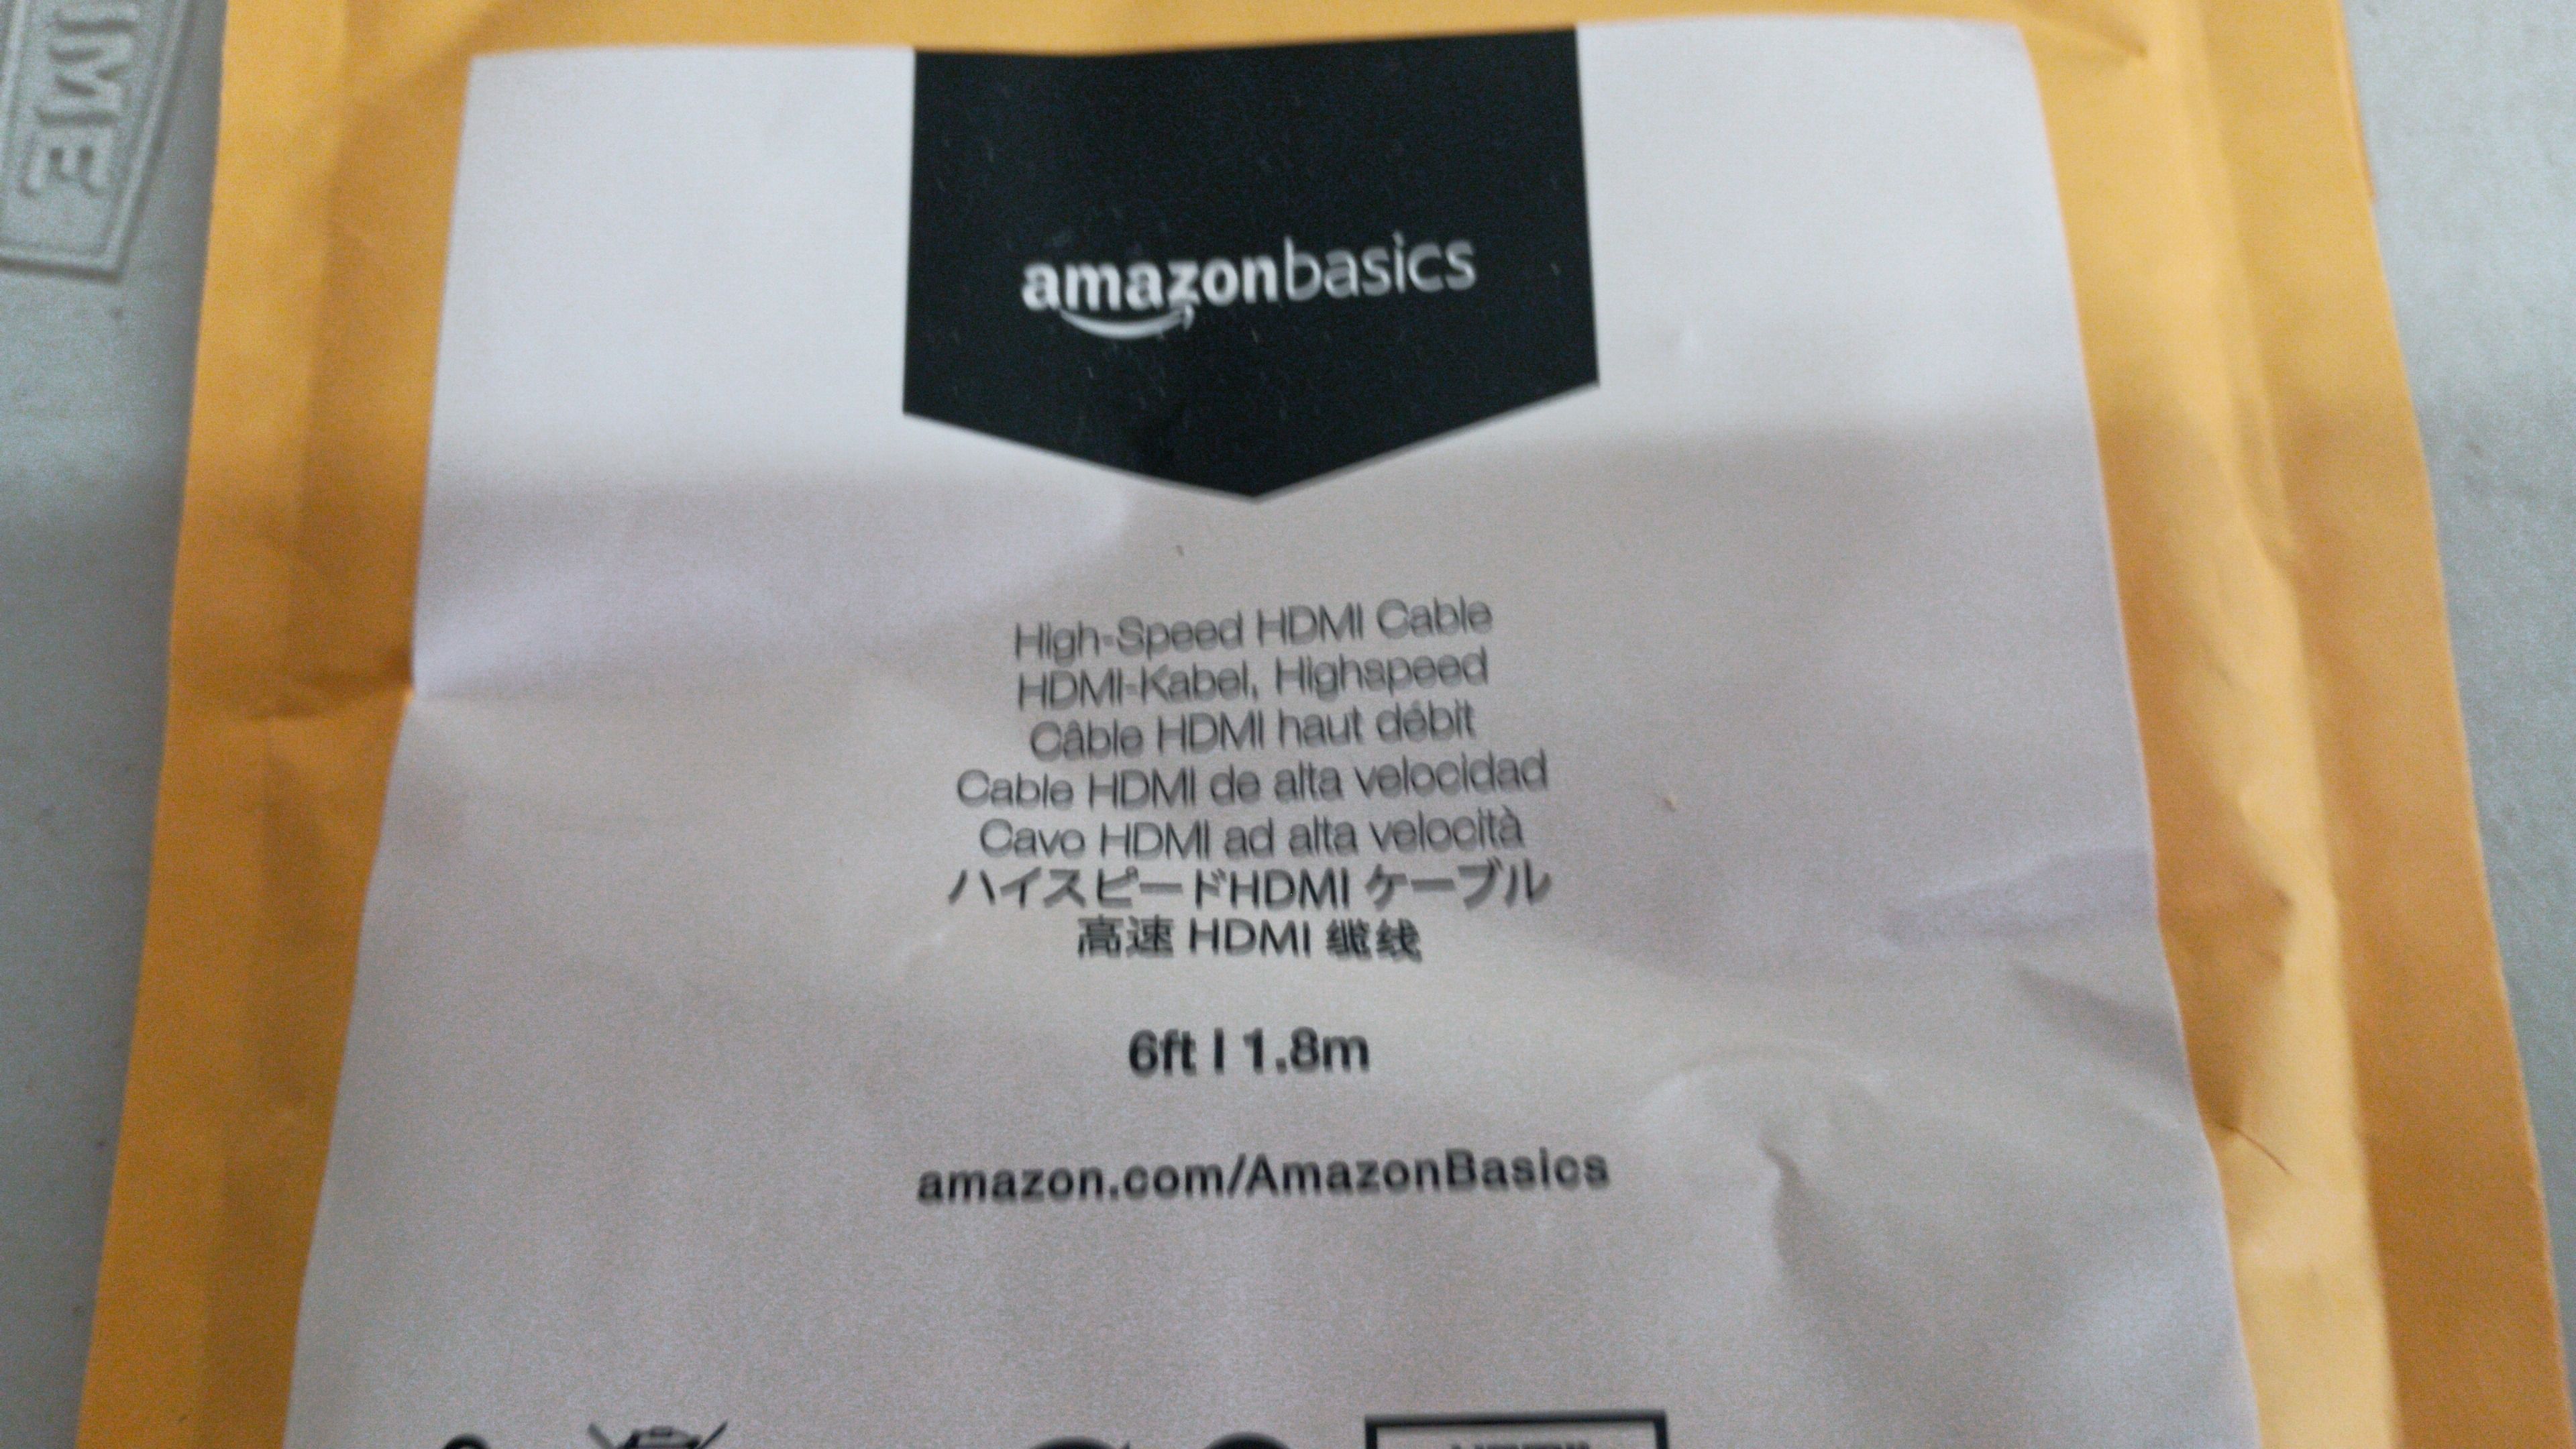 amazonbasics
High-Speed HDMI Cable
HDMI-Kabel, Highspeed
Câble HDMI haut débit
Cable HDMI de alta velocidad
Cavo HDMI ad alta velocità
ハイスピードHDMI ケーブル
高速 HDMI 缆线
6ft | 1.8m
amazon.com/AmazonBasics